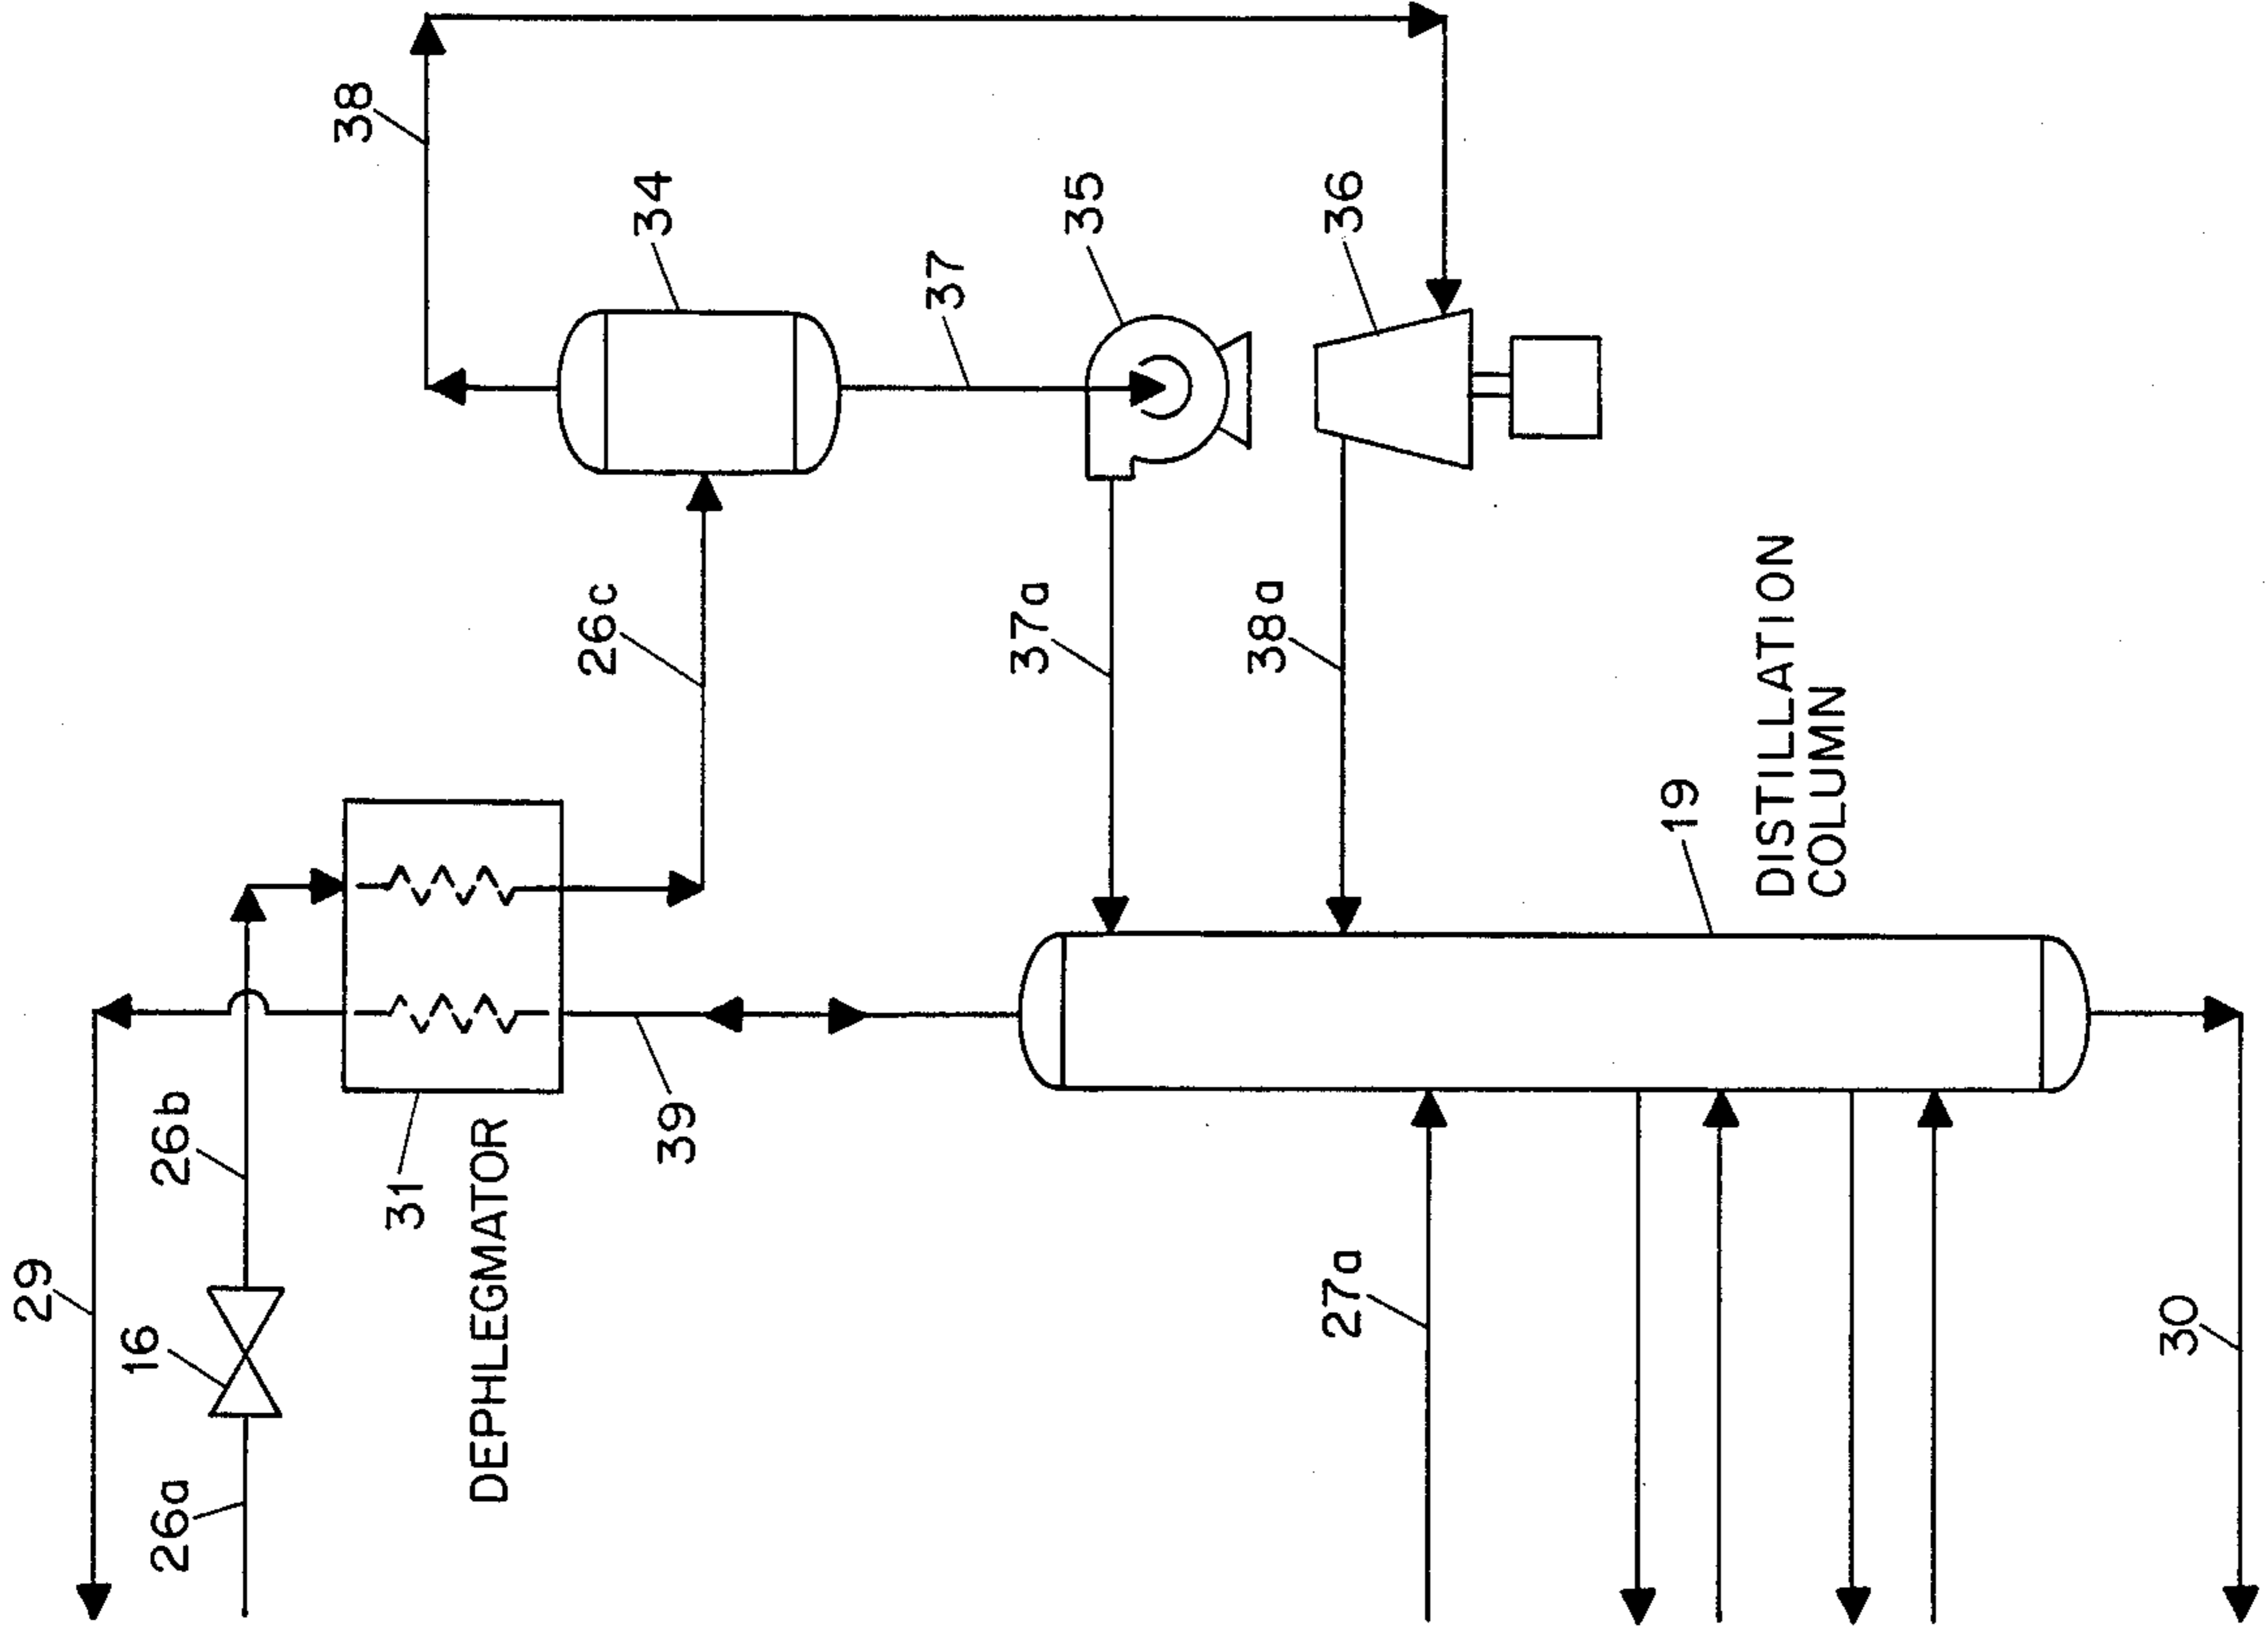 38
34
26c
37
35
37a
38a
36
29
26b
16
26a
31
DEPHLEGMATOR
39
19
DISTILLATION
COLUMN
27a
30